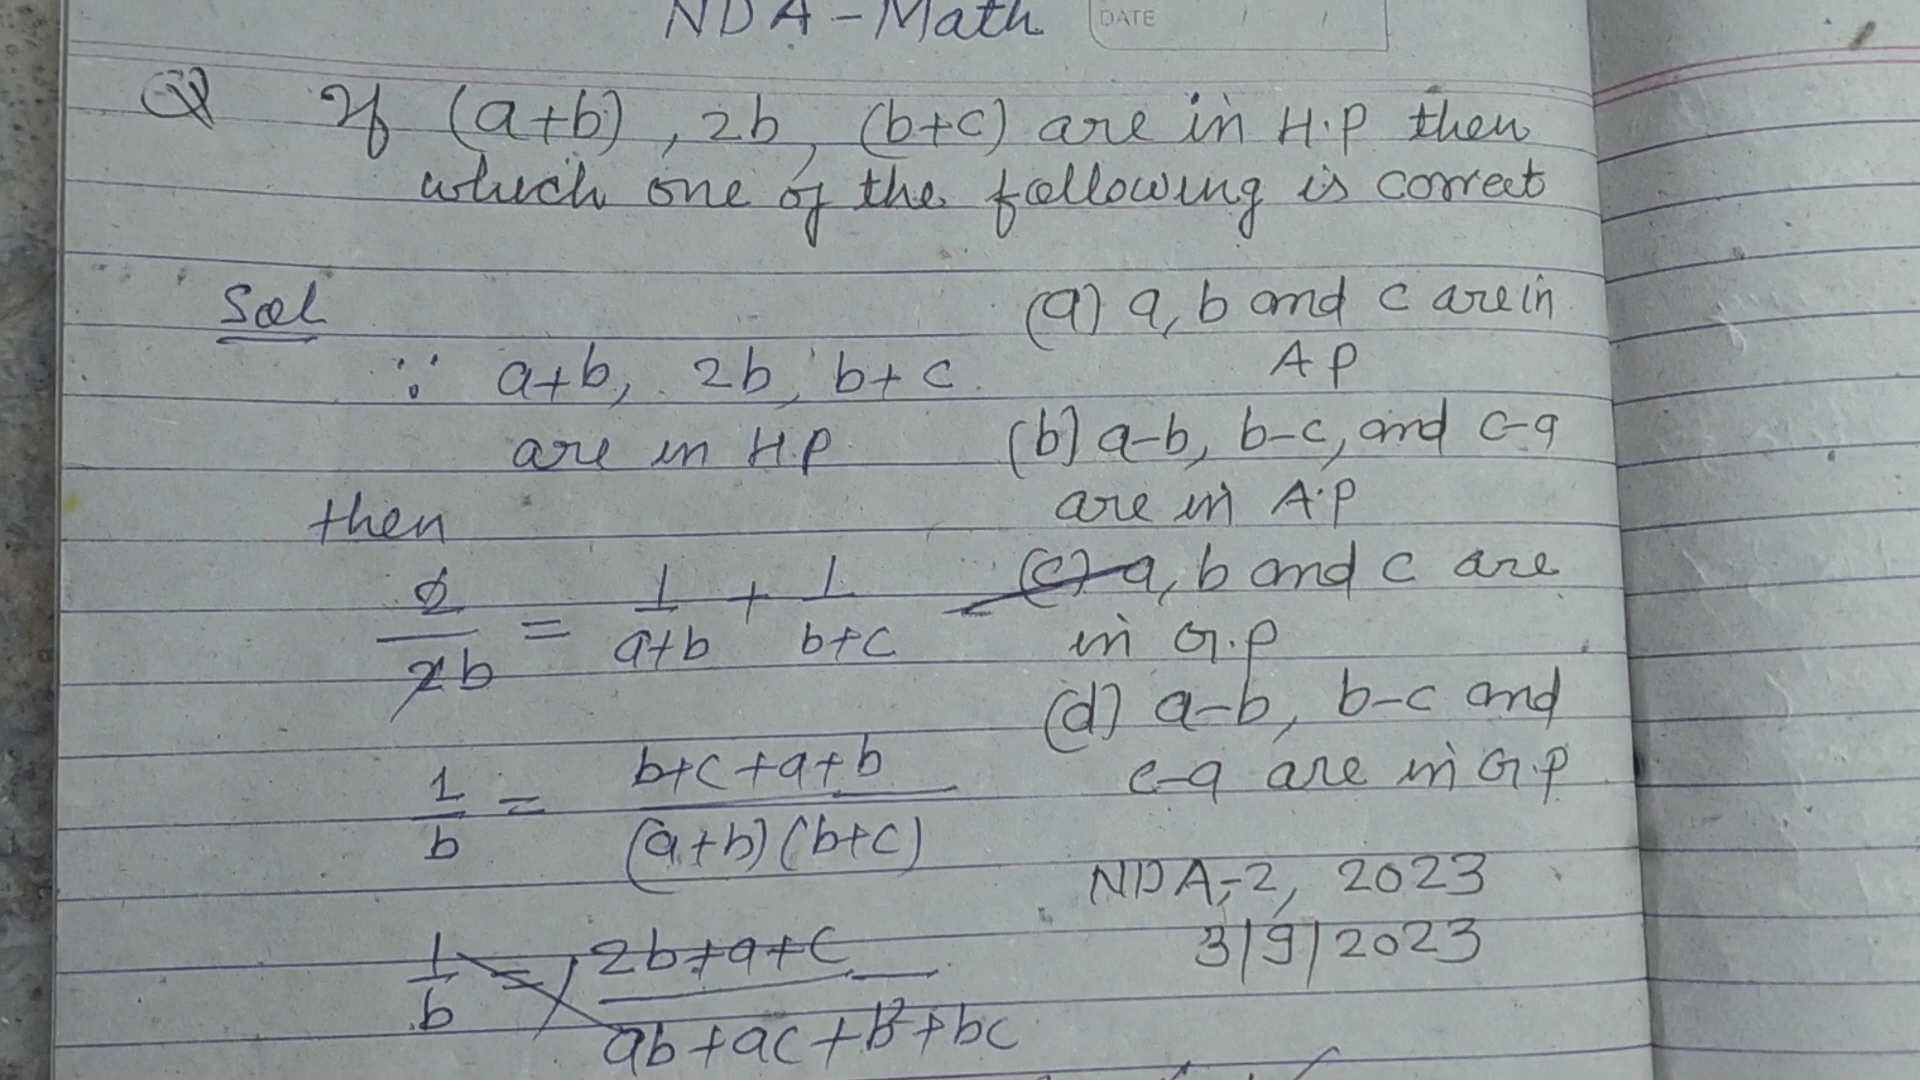 NDA - Math
DATE / /
Q If (a+b), 2b, (b+c) are in H.P then
which one of the following is correct
Sol
∵ a+b, 2b, b+c
are in H.P
then
2/2b = 1/a+b + 1/b+c
1/b = b+c+a+b/(a+b)(b+c)
1/b = 2b+a+c/ab+ac+b²+bc
(a) a, b and c are in
A P
(b) a-b, b-c, and c-a
are in A.P
(c) a, b and c are
in G.P
(d) a-b, b-c and
c-a are in G.P
NDA-2, 2023
3/9/2023